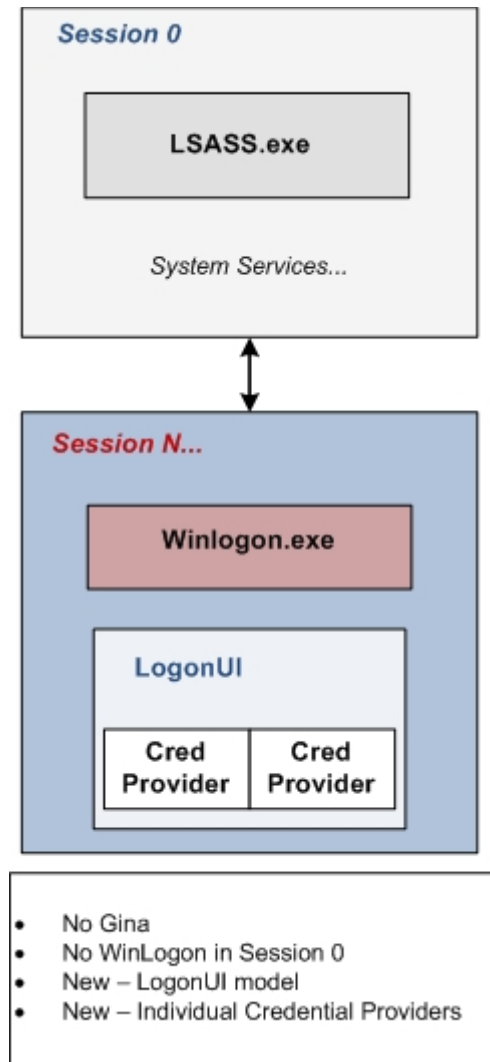 Session 0
LSASS.exe
System Services...
Session N...
Winlogon.exe
LogonUI
Cred Provider
Cred Provider
• No Gina
• No WinLogon in Session 0
• New – LogonUI model
• New – Individual Credential Providers